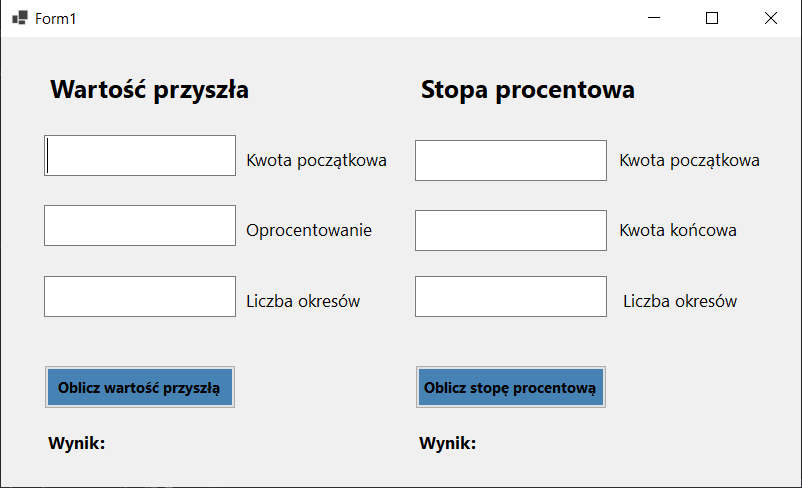 Form1
Wartość przyszła
Kwota początkowa
Oprocentowanie
Liczba okresów
Oblicz wartość przyszłą
Wynik:
Stopa procentowa
Kwota początkowa
Kwota końcowa
Liczba okresów
Oblicz stopę procentową
Wynik: